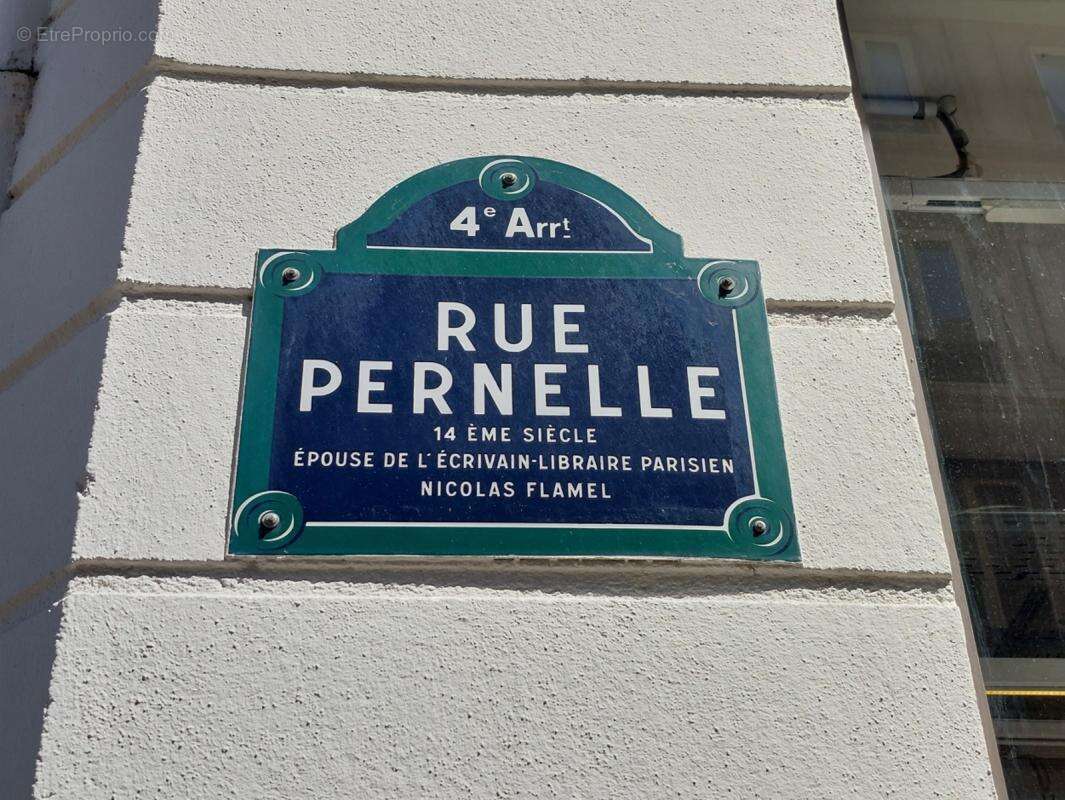 © EtreProprio.com
4e Arrt
RUE
PERNELLE
14 ÈME SIÈCLE
ÉPOUSE DE L'ÉCRIVAIN-LIBRAIRE PARISIEN
NICOLAS FLAMEL